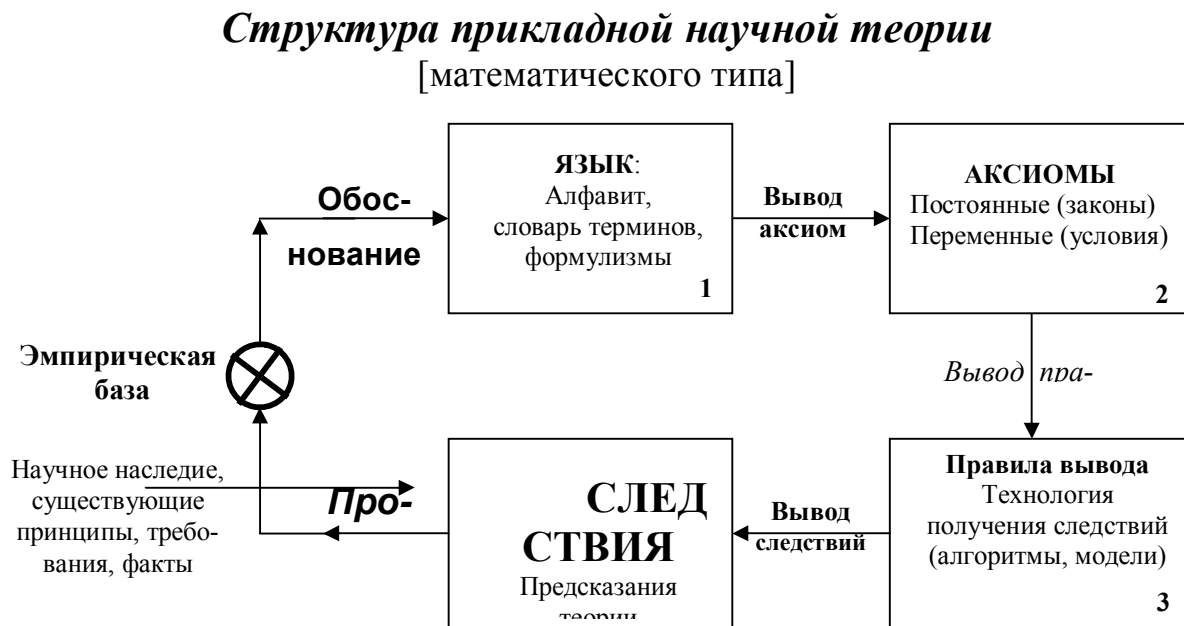 Структура прикладной научной теории
[математического типа]
Обос-
нование
ЯЗЫК:
Алфавит,
словарь терминов,
формулизмы
1
Вывод
аксиом
АКСИОМЫ
Постоянные (законы)
Переменные (условия)
2
Эмпирическая
база
Вывод пра-
Научное наследие,
существующие
принципы, требо-
вания, факты
Про-
СЛЕД
СТВИЯ
Предсказания
теории
Вывод
следствий
Правила вывода
Технология
получения следствий
(алгоритмы, модели)
3